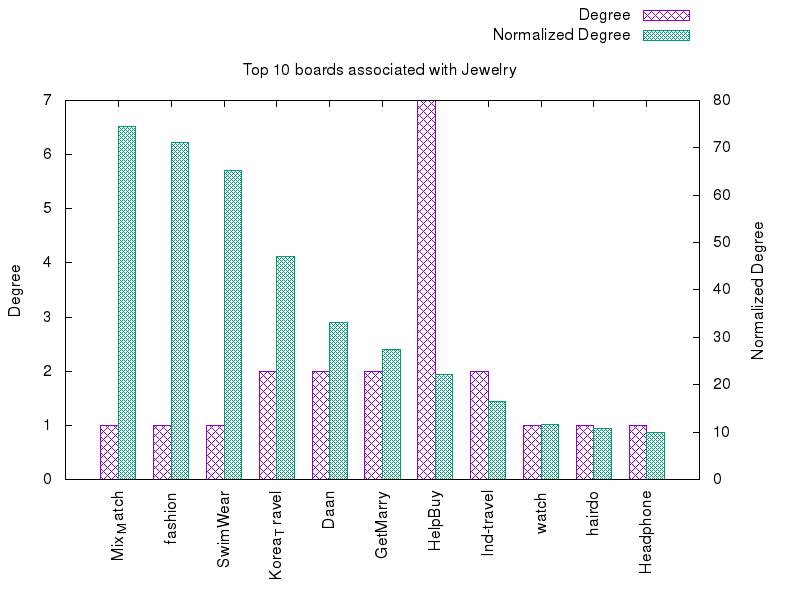 Degree
Normalized Degree
Top 10 boards associated with Jewelry
7
6
5
4
3
2
1
0
Degree
80
70
60
50
40
30
20
10
0
Normalized Degree
MixMatch
fashion
SwimWear
KoreaTravel
Daan
GetMarry
HelpBuy
Ind-travel
watch
hairdo
Headphone